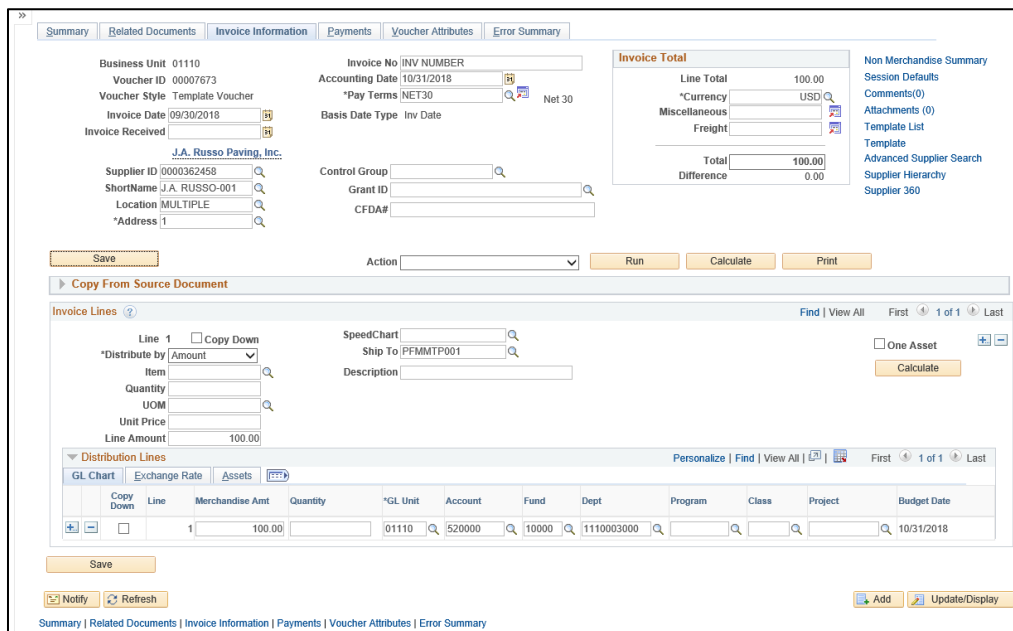 »
Summary Related Documents Invoice Information Payments Voucher Attributes Error Summary
Business Unit 01110
Voucher ID 00007673
Voucher Style Template Voucher
Invoice Date 09/30/2018
Invoice Received
J.A. Russo Paving, Inc.
Supplier ID 0000362458
ShortName J.A. RUSSO-001
Location MULTIPLE
*Address 1
Invoice No INV NUMBER
Accounting Date 10/31/2018
*Pay Terms NET30 Net 30
Basis Date Type Inv Date
Control Group
Grant ID
CFDA#
Invoice Total
Line Total 100.00
*Currency USD
Miscellaneous
Freight
Total 100.00
Difference 0.00
Non Merchandise Summary
Session Defaults
Comments(0)
Attachments (0)
Template List
Template
Advanced Supplier Search
Supplier Hierarchy
Supplier 360
Save Action Run Calculate Print
Copy From Source Document
Invoice Lines ? Find | View All First 1 of 1 Last
Line 1 Copy Down
*Distribute by Amount
Item
Quantity
UOM
Unit Price
Line Amount 100.00
SpeedChart
Ship To PFMMTP001
Description
One Asset
Calculate
Distribution Lines Personalize | Find | View All | | First 1 of 1 Last
GL Chart Exchange Rate Assets
Copy Down Line Merchandise Amt Quantity *GL Unit Account Fund Dept Program Class Project Budget Date
1 100.00 01110 520000 10000 1110003000 10/31/2018
Save
Notify Refresh Add Update/Display
Summary | Related Documents | Invoice Information | Payments | Voucher Attributes | Error Summary